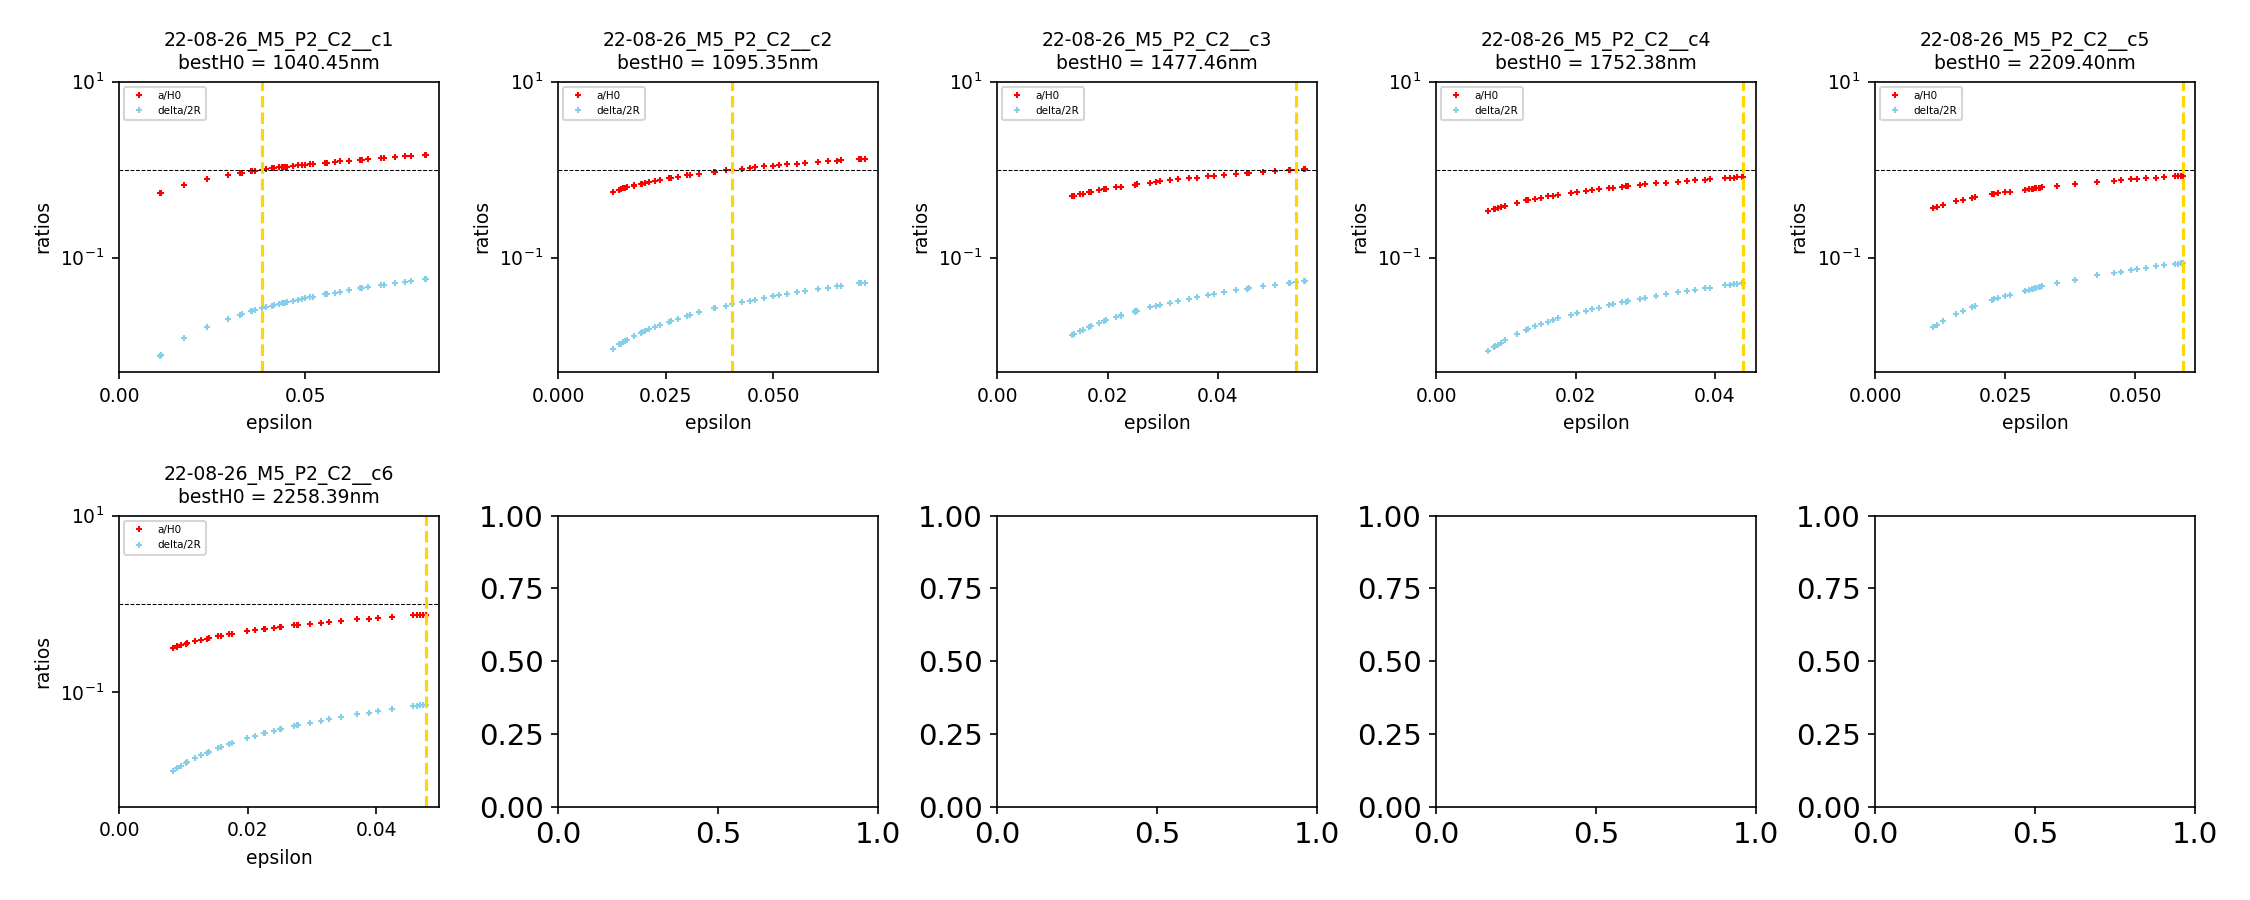 22-08-26_M5_P2_C2__c1
bestH0 = 1040.45nm
10^1
10^-1
ratios
a/H0
delta/2R
0.00
0.05
epsilon
22-08-26_M5_P2_C2__c2
bestH0 = 1095.35nm
10^1
10^-1
ratios
a/H0
delta/2R
0.000
0.025
0.050
epsilon
22-08-26_M5_P2_C2__c3
bestH0 = 1477.46nm
10^1
10^-1
ratios
a/H0
delta/2R
0.00
0.02
0.04
epsilon
22-08-26_M5_P2_C2__c4
bestH0 = 1752.38nm
10^1
10^-1
ratios
a/H0
delta/2R
0.00
0.02
0.04
epsilon
22-08-26_M5_P2_C2__c5
bestH0 = 2209.40nm
10^1
10^-1
ratios
a/H0
delta/2R
0.000
0.025
0.050
epsilon
22-08-26_M5_P2_C2__c6
bestH0 = 2258.39nm
10^1
10^-1
ratios
a/H0
delta/2R
0.00
0.02
0.04
epsilon
1.00
0.75
0.50
0.25
0.00
0.0
0.5
1.0
1.00
0.75
0.50
0.25
0.00
0.0
0.5
1.0
1.00
0.75
0.50
0.25
0.00
0.0
0.5
1.0
1.00
0.75
0.50
0.25
0.00
0.0
0.5
1.0